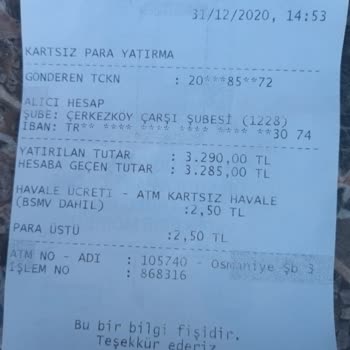 31/12/2020, 14:53
KARTSIZ PARA YATIRMA
GÖNDEREN TCKN : 20***85**72
ALICI HESAP
ŞUBE: ÇERKEZKÖY ÇARŞI ŞUBESİ (1228)
IBAN: TR** **** **** **** **** **30 74
YATIRILAN TUTAR : 3.290,00 TL
HESABA GEÇEN TUTAR : 3.285,00 TL
HAVALE ÜCRETİ - ATM KARTSIZ HAVALE
(BSMV DAHIL) :2,50 TL
PARA ÜSTÜ :2,50 TL
ATM NO - ADI : 105740 - Osmaniye Şb 3
İŞLEM NO : 868316
Bu bir bilgi fişidir.
Teşekkür ederiz